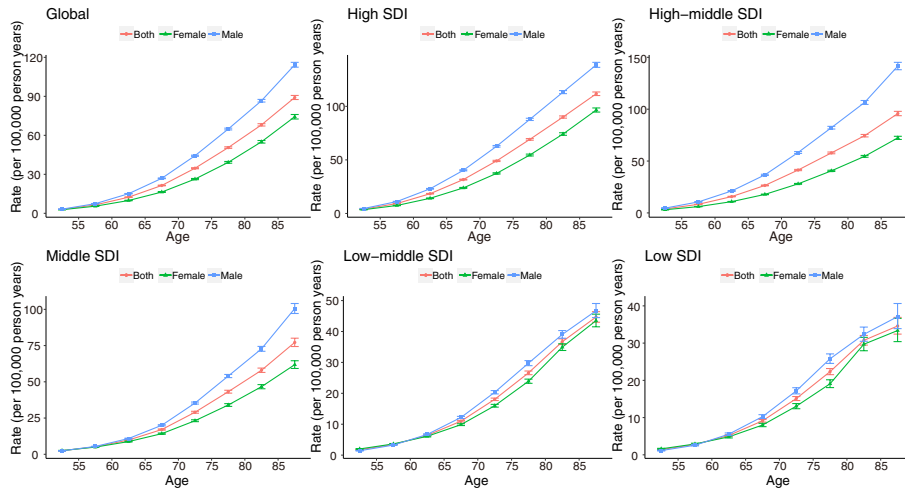 Global
Both Female Male
Rate (per 100,000 person years)
120
90
60
30
0
55 60 65 70 75 80 85
Age
High SDI
Both Female Male
Rate (per 100,000 person years)
100
50
0
55 60 65 70 75 80 85
Age
High−middle SDI
Both Female Male
Rate (per 100,000 person years)
150
100
50
0
55 60 65 70 75 80 85
Age
Middle SDI
Both Female Male
Rate (per 100,000 person years)
100
75
50
25
0
55 60 65 70 75 80 85
Age
Low−middle SDI
Both Female Male
Rate (per 100,000 person years)
50
40
30
20
10
0
55 60 65 70 75 80 85
Age
Low SDI
Both Female Male
Rate (per 100,000 person years)
40
30
20
10
0
55 60 65 70 75 80 85
Age